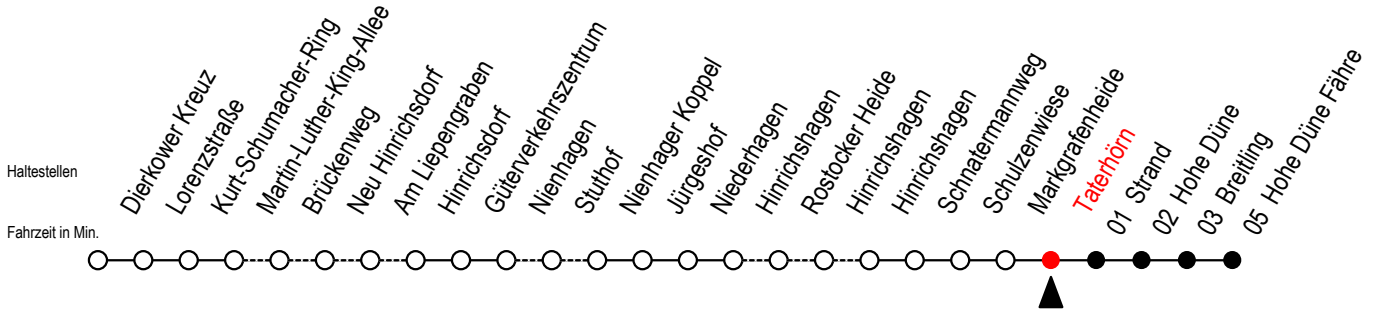 Haltestellen
Fahrzeit in Min.
Dierkower Kreuz
Lorenzstraße
Kurt-Schumacher-Ring
Martin-Luther-King-Allee
Brückenweg
Neu Hinrichsdorf
Am Liepengraben
Hinrichsdorf
Güterverkehrszentrum
Nienhagen
Stuthof
Nienhager Koppel
Jürgeshof
Niederhagen
Hinrichshagen
Rostocker Heide
Hinrichshagen
Hinrichshagen
Schnatermannweg
Schulzenwiese
Markgrafenheide
Taterhörn
01 Strand
02 Hohe Düne
03 Breitling
05 Hohe Düne Fähre